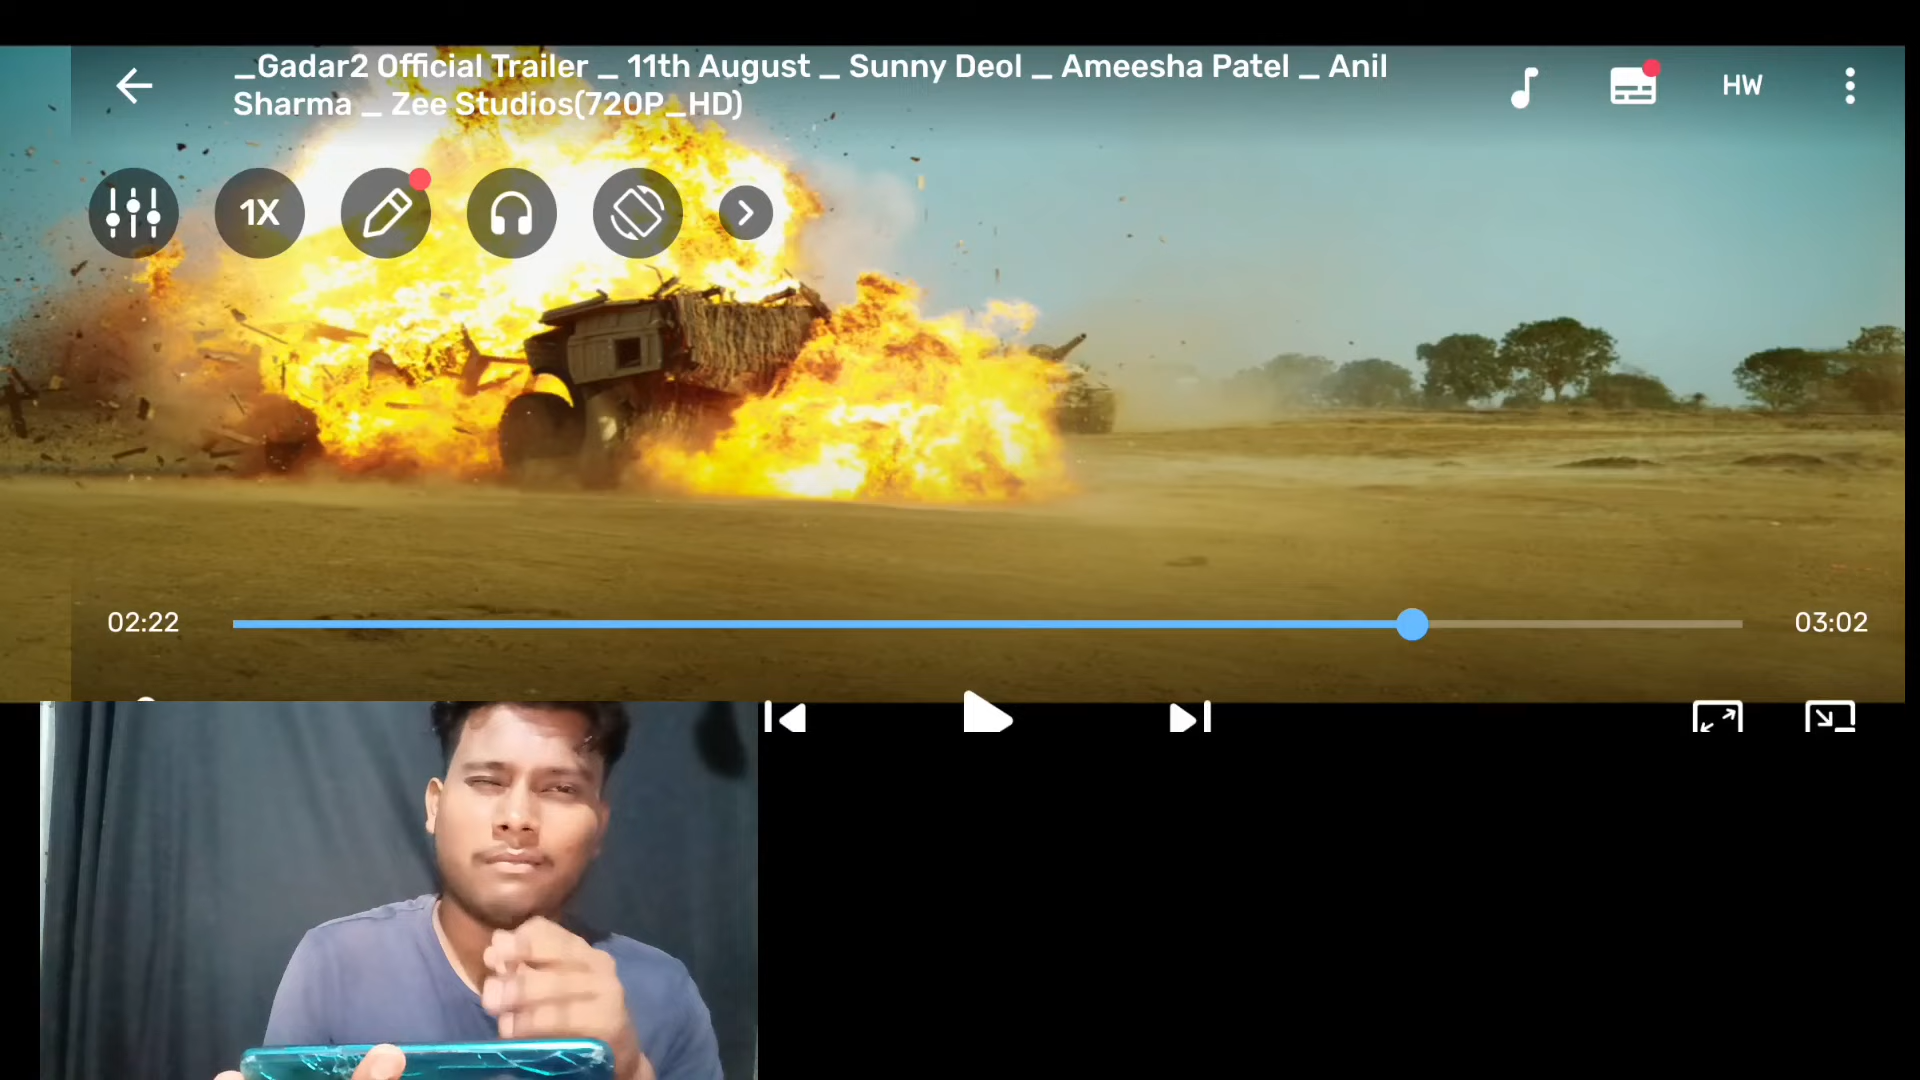 _Gadar2 Official Trailer _ 11th August _ Sunny Deol _ Ameesha Patel _ Anil
Sharma _ Zee Studios(720P_HD)
HW
1X
02:22
03:02